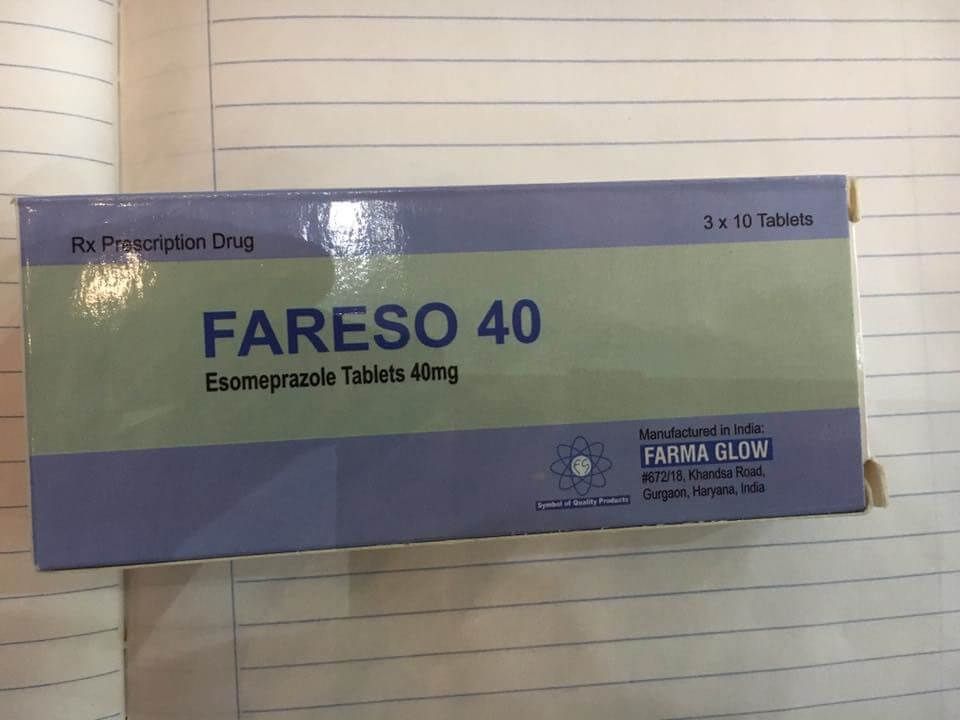 Rx Prescription Drug
3 x 10 Tablets
FARESO 40
Esomeprazole Tablets 40mg
Manufactured in India:
FARMA GLOW
#672/18, Khandsa Road,
Gurgaon, Haryana, India
FG
Symbol of Quality Products